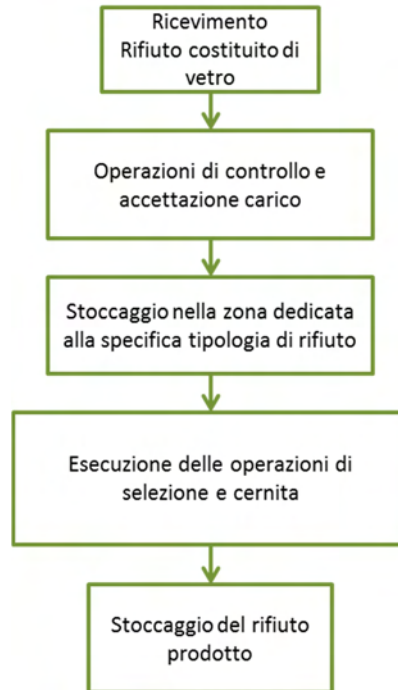 Ricevimento
Rifiuto costituito di
vetro
Operazioni di controllo e
accettazione carico
Stoccaggio nella zona dedicata
alla specifica tipologia di rifiuto
Esecuzione delle operazioni di
selezione e cernita
Stoccaggio del rifiuto
prodotto